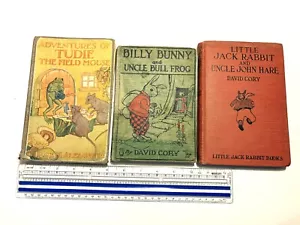 ADVENTURES OF
TUDIE
THE FIELD MOUSE
BILLY BUNNY
and
UNCLE BULL FROG
By DAVID CORY
LITTLE
JACK RABBIT
AND
UNCLE JOHN HARE
DAVID CORY
LITTLE JACK RABBIT BOOKS